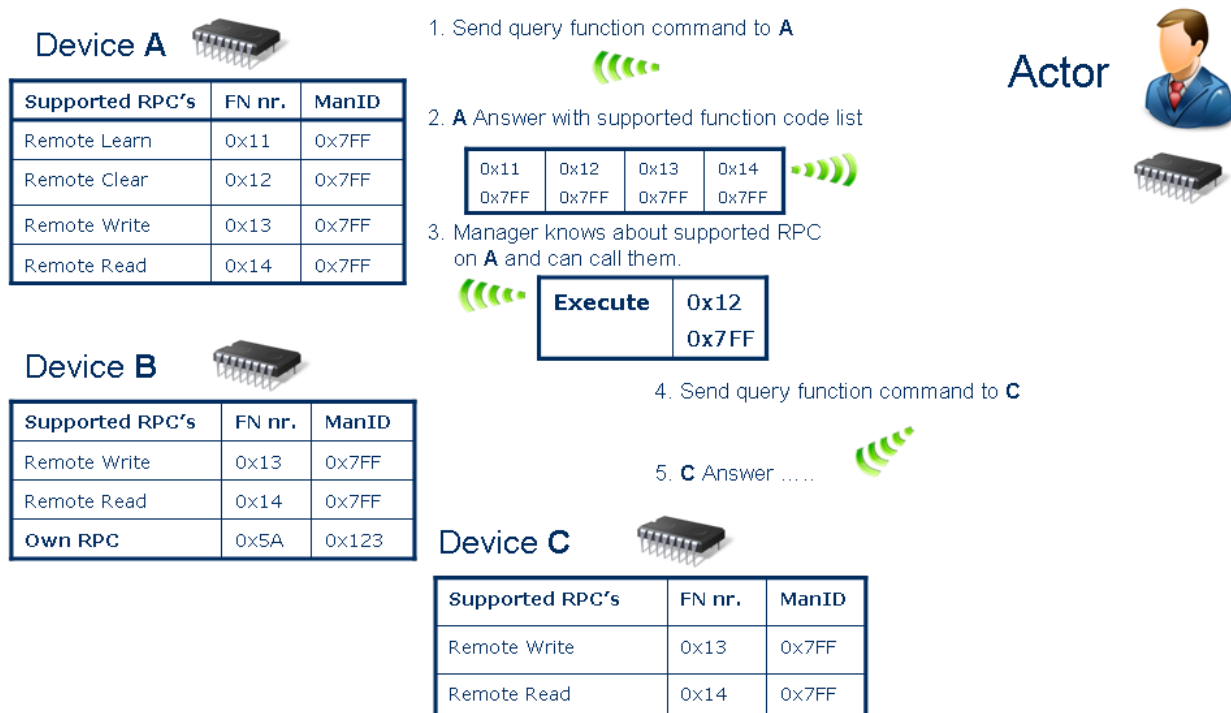 Device A
Supported RPC's FN nr. ManID
Remote Learn 0x11 0x7FF
Remote Clear 0x12 0x7FF
Remote Write 0x13 0x7FF
Remote Read 0x14 0x7FF
1. Send query function command to A
2. A Answer with supported function code list
0x11 0x12 0x13 0x14
0x7FF 0x7FF 0x7FF 0x7FF
3. Manager knows about supported RPC
on A and can call them.
Execute 0x12
0x7FF
Actor
Device B
Supported RPC's FN nr. ManID
Remote Write 0x13 0x7FF
Remote Read 0x14 0x7FF
Own RPC 0x5A 0x123
4. Send query function command to C
5. C Answer .....
Device C
Supported RPC's FN nr. ManID
Remote Write 0x13 0x7FF
Remote Read 0x14 0x7FF